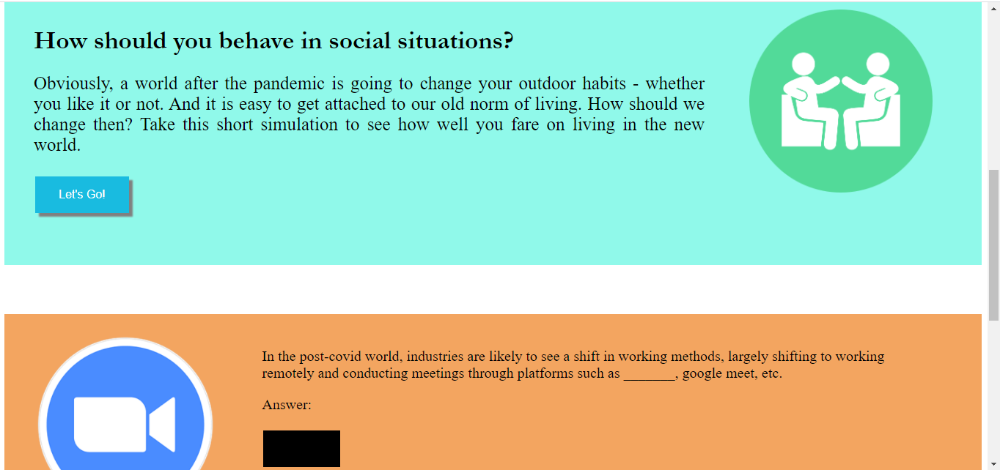 How should you behave in social situations?
Obviously, a world after the pandemic is going to change your outdoor habits - whether
you like it or not. And it is easy to get attached to our old norm of living. How should we
change then? Take this short simulation to see how well you fare on living in the new
world.
Let's Go!
In the post-covid world, industries are likely to see a shift in working methods, largely shifting to working
remotely and conducting meetings through platforms such as _______, google meet, etc.
Answer: